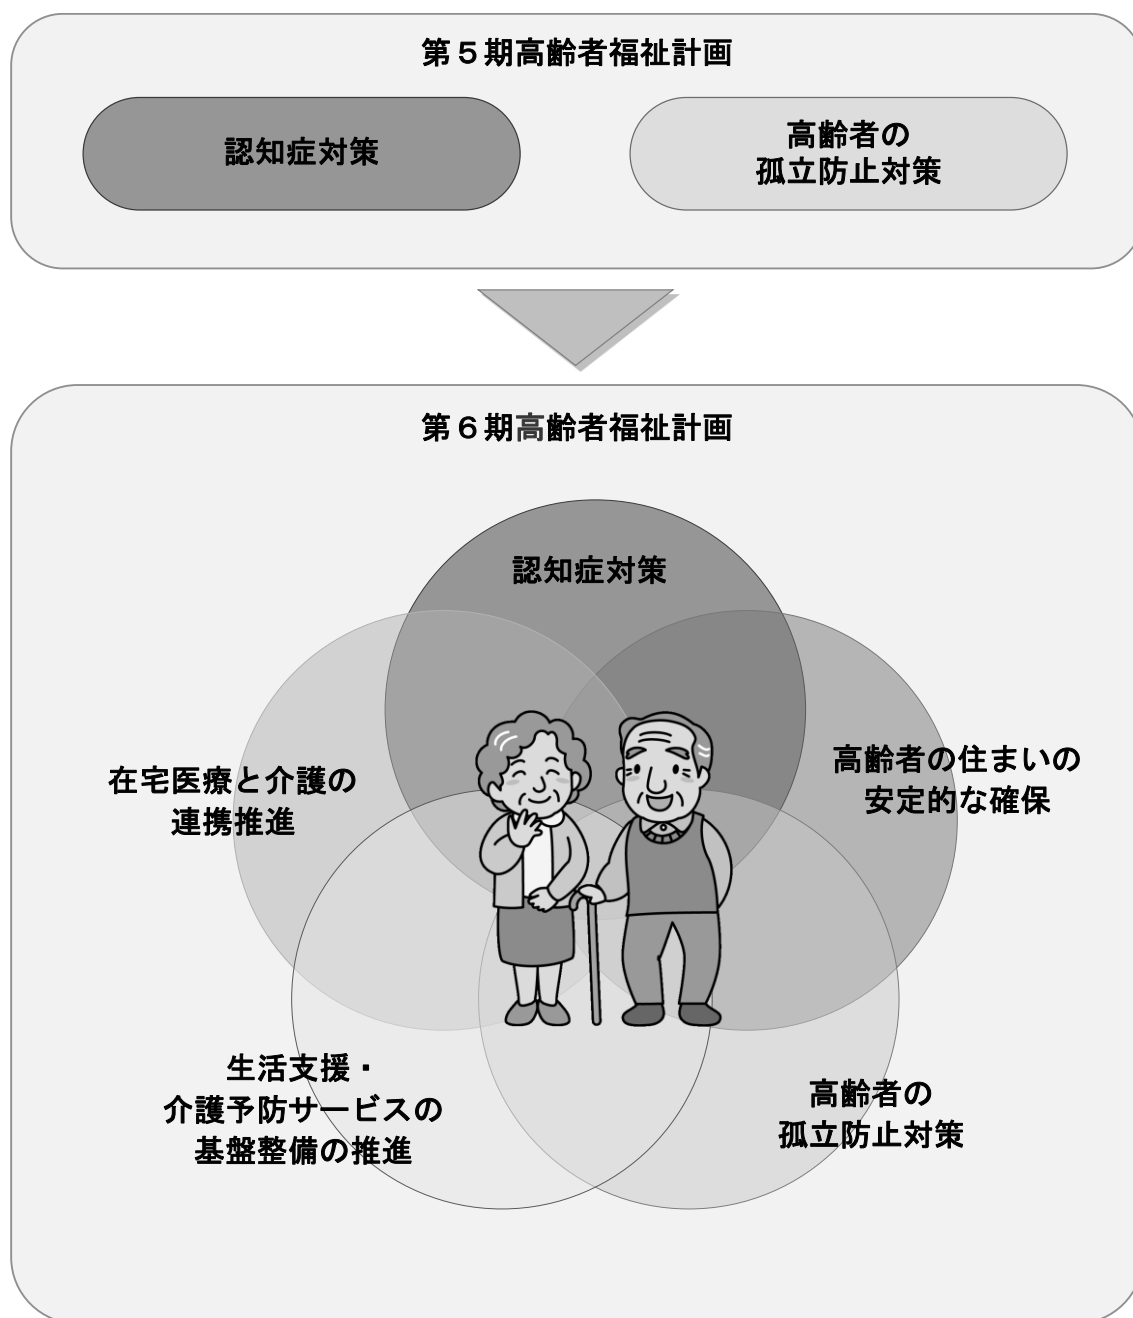 第５期高齢者福祉計画
認知症対策
高齢者の
孤立防止対策
第６期高齢者福祉計画
認知症対策
在宅医療と介護の
連携推進
高齢者の住まいの
安定的な確保
生活支援・
介護予防サービスの
基盤整備の推進
高齢者の
孤立防止対策